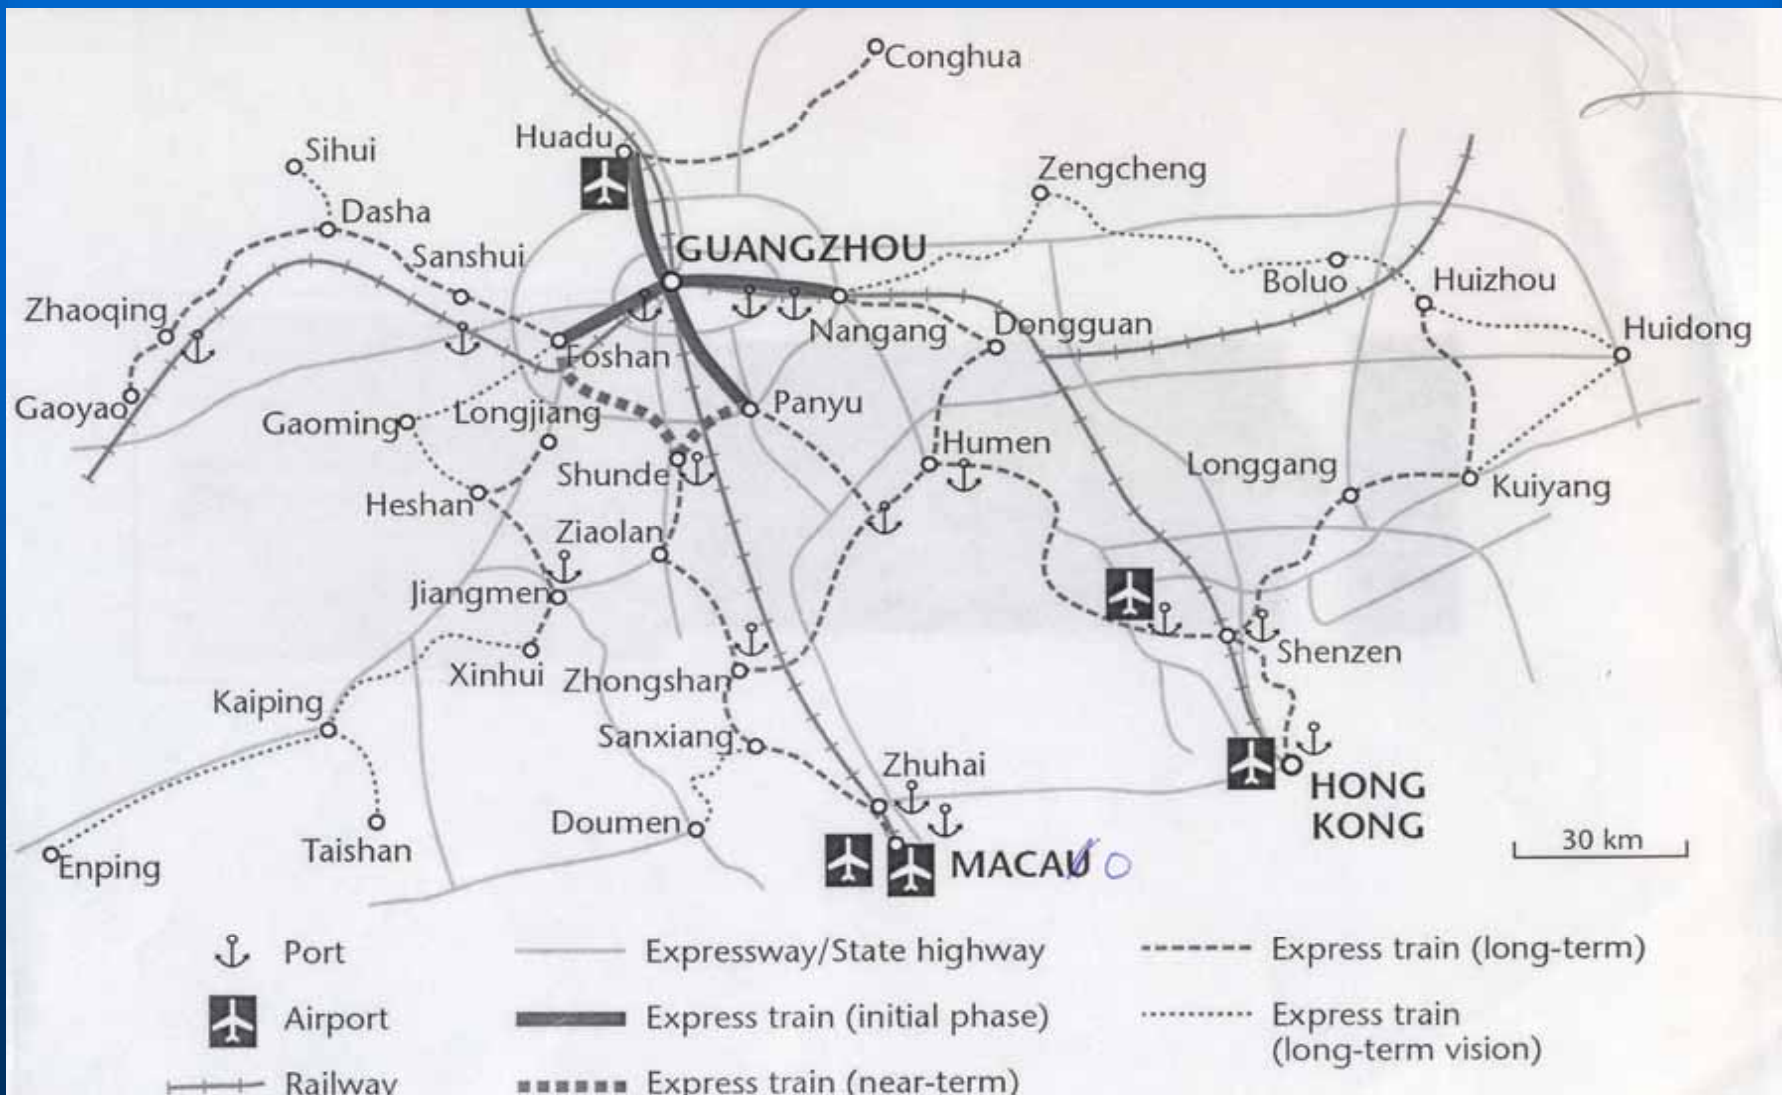 Conghua
Huadu
Sihui
Zengcheng
Dasha
GUANGZHOU
Sanshui
Boluo
Huizhou
Zhaoqing
Nangang
Dongguan
Huidong
Foshan
Gaoyao
Gaoming
Longjiang
Panyu
Humen
Longgang
Shunde
Kuiyang
Heshan
Ziaolan
Jiangmen
Shenzen
Xinhui
Zhongshan
Kaiping
Sanxiang
Zhuhai
HONG
KONG
Doumen
30 km
Taishan
Enping
MACAU O
Port
Expressway/State highway
Express train (long-term)
Airport
Express train (initial phase)
Express train
(long-term vision)
Railway
Express train (near-term)